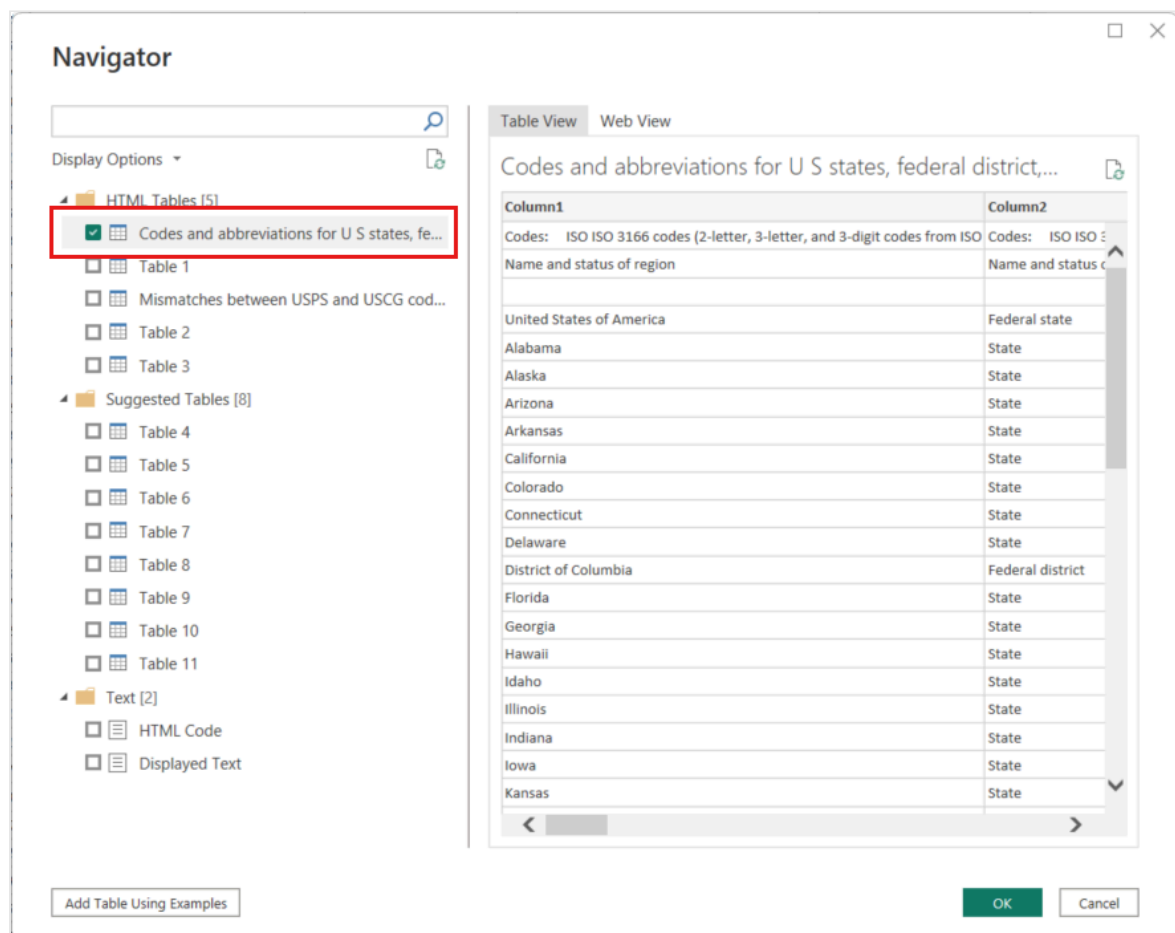 Navigator
Display Options
HTML Tables [5]
Codes and abbreviations for U S states, fe...
Table 1
Mismatches between USPS and USCG cod...
Table 2
Table 3
Suggested Tables [8]
Table 4
Table 5
Table 6
Table 7
Table 8
Table 9
Table 10
Table 11
Text [2]
HTML Code
Displayed Text
Table View Web View
Codes and abbreviations for U S states, federal district,...
Column1 Column2
Codes: ISO ISO 3166 codes (2-letter, 3-letter, and 3-digit codes from ISO Codes: ISO ISO 3
Name and status of region Name and status o
United States of America Federal state
Alabama State
Alaska State
Arizona State
Arkansas State
California State
Colorado State
Connecticut State
Delaware State
District of Columbia Federal district
Florida State
Georgia State
Hawaii State
Idaho State
Illinois State
Indiana State
Iowa State
Kansas State
Add Table Using Examples OK Cancel